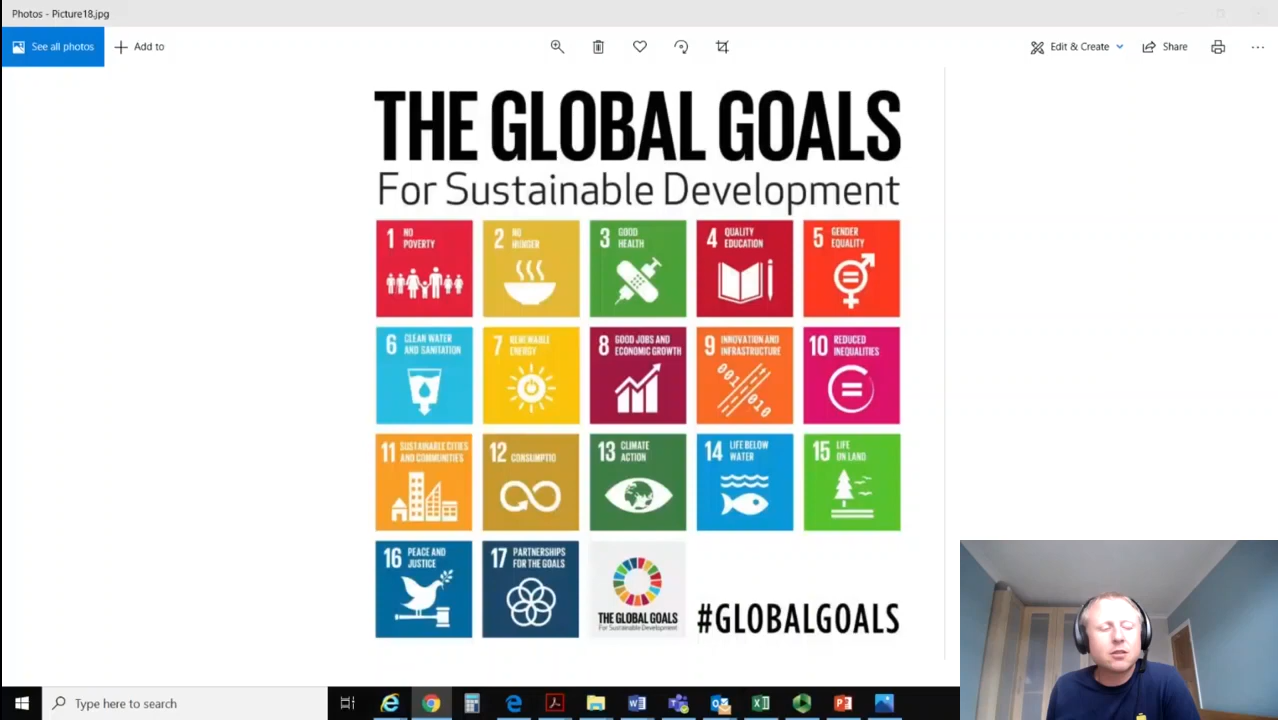 Photos - Picture18.jpg
See all photos
Add to
Edit & Create
Share
THE GLOBAL GOALS
For Sustainable Development
1 NO
POVERTY
2 NO
HUNGER
3 GOOD
HEALTH
4 QUALITY
EDUCATION
5 GENDER
EQUALITY
6 CLEAN WATER
AND SANITATION
7 RENEWABLE
ENERGY
8 GOOD JOBS AND
ECONOMIC GROWTH
9 INNOVATION AND
INFRASTRUCTURE
001
010
10 REDUCED
INEQUALITIES
11 SUSTAINABLE CITIES
AND COMMUNITIES
12 CONSUMPTIO
13 CLIMATE
ACTION
14 LIFE BELOW
WATER
15 LIFE
ON LAND
16 PEACE AND
JUSTICE
17 PARTNERSHIPS
FOR THE GOALS
THE GLOBAL GOALS
For Sustainable Development
#GLOBALGOALS
Type here to search